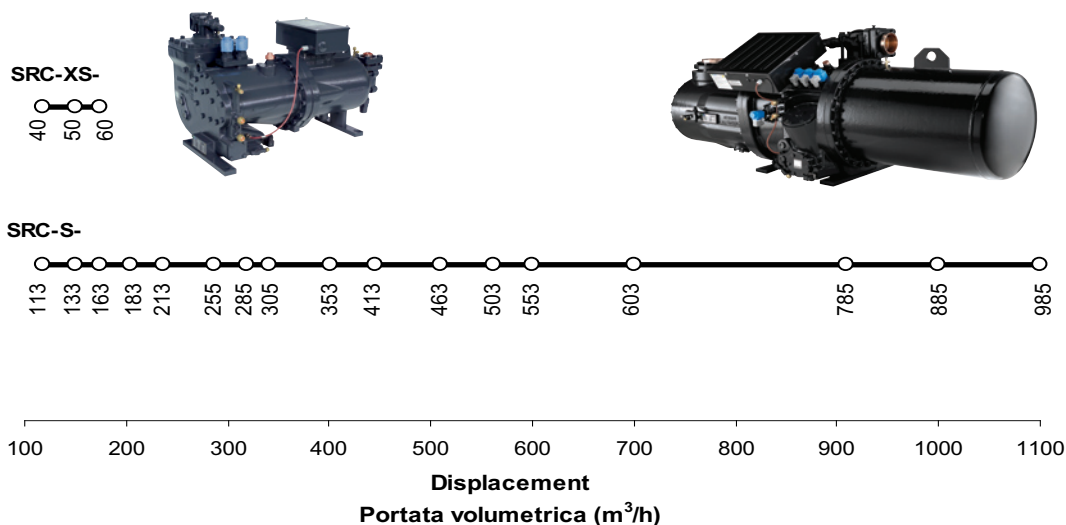 SRC-XS-
40 50 60
SRC-S-
113 133 163 183 213 255 285 305 353 413 463 503 553 603 785 885 985
100 200 300 400 500 600 700 800 900 1000 1100
Displacement
Portata volumetrica (m³/h)